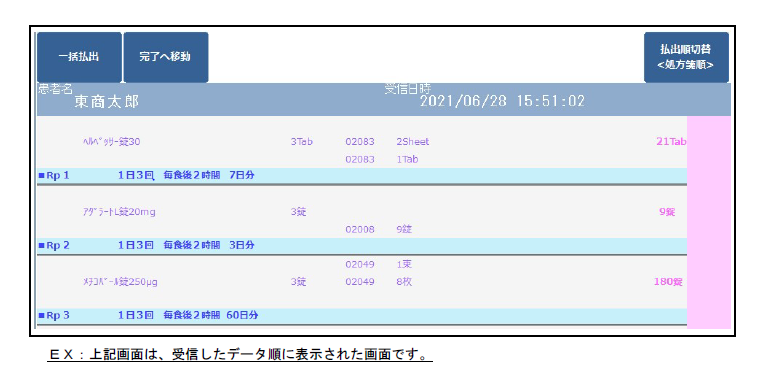 一括払出
完了へ移動
払出順切替
<処方箋順>
患者名
東商太郎
受信日時
2021/06/28 15:51:02
ﾍﾙﾍﾞｯｻｰ錠30 3Tab 02083 2Sheet 21Tab
02083 1Tab
■Rp 1 1日3回 毎食後2時間 7日分
ｱﾀﾞﾗｰﾄL錠20mg 3錠 9錠
02008 9錠
■Rp 2 1日3回 毎食後2時間 3日分
02049 1束
ﾒﾁｺﾊﾞｰﾙ錠250μg 3錠 02049 8枚 180錠
■Rp 3 1日3回 毎食後2時間 60日分
ＥＸ：上記画面は、受信したデータ順に表示された画面です。